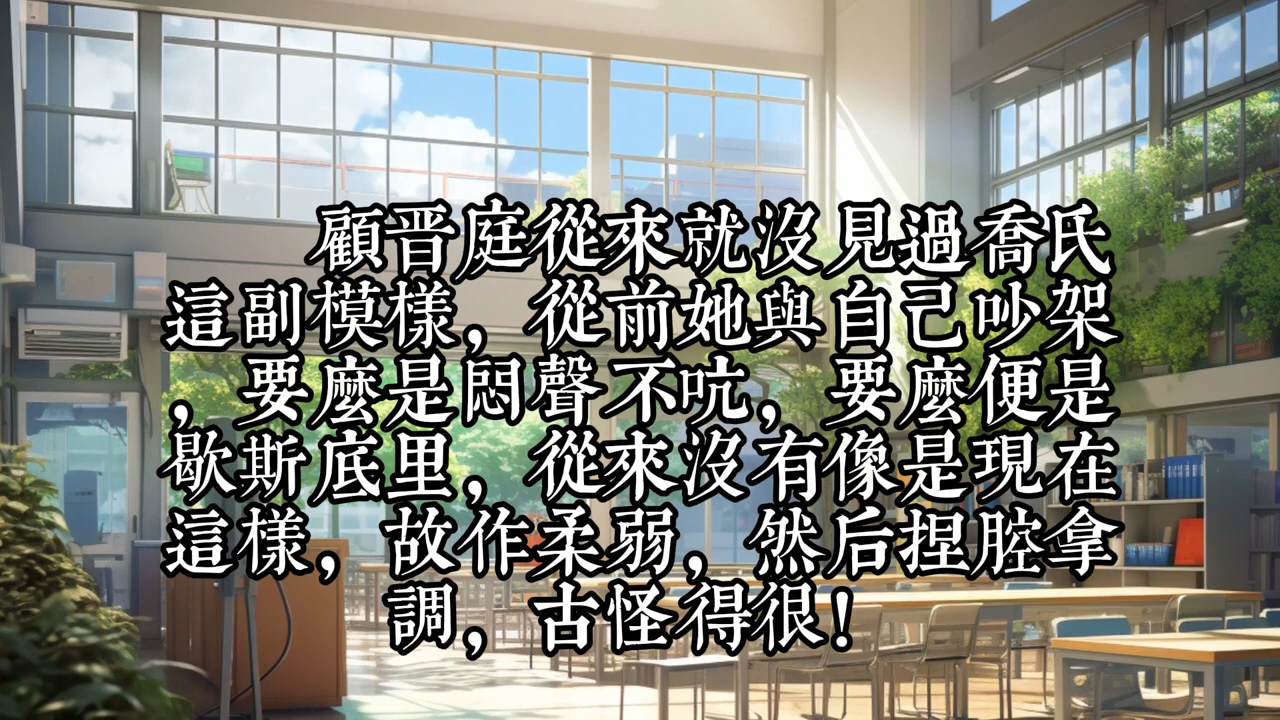 顧晋庭從來就沒見過喬氏
這副模樣，從前她與自己吵架
，要麼是悶聲不吭，要麼便是
歇斯底里，從來沒有像是現在
這樣，故作柔弱，然后捏腔拿
調，古怪得很！